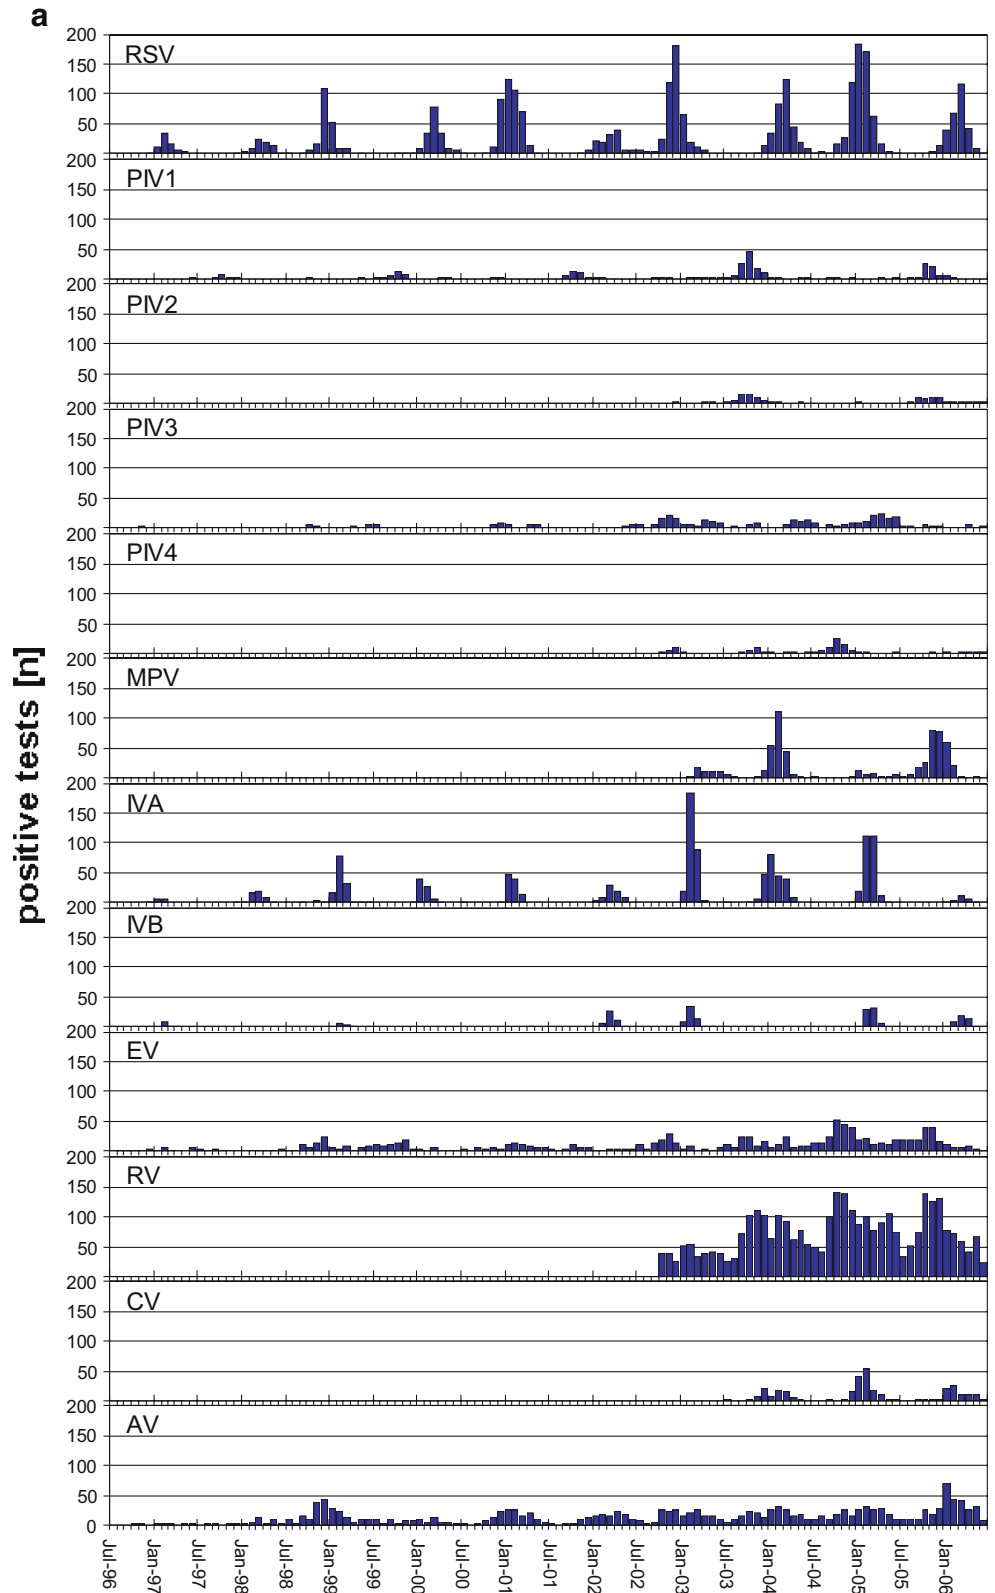 a
positive tests [n]
200
150
100
50
RSV
200
150
100
50
PIV1
200
150
100
50
PIV2
200
150
100
50
PIV3
200
150
100
50
PIV4
200
150
100
50
MPV
200
150
100
50
IVA
200
150
100
50
IVB
200
150
100
50
EV
200
150
100
50
RV
200
150
100
50
CV
200
150
100
50
0
AV
Jul-96
Jan-97
Jul-97
Jan-98
Jul-98
Jan-99
Jul-99
Jan-00
Jul-00
Jan-01
Jul-01
Jan-02
Jul-02
Jan-03
Jul-03
Jan-04
Jul-04
Jan-05
Jul-05
Jan-06